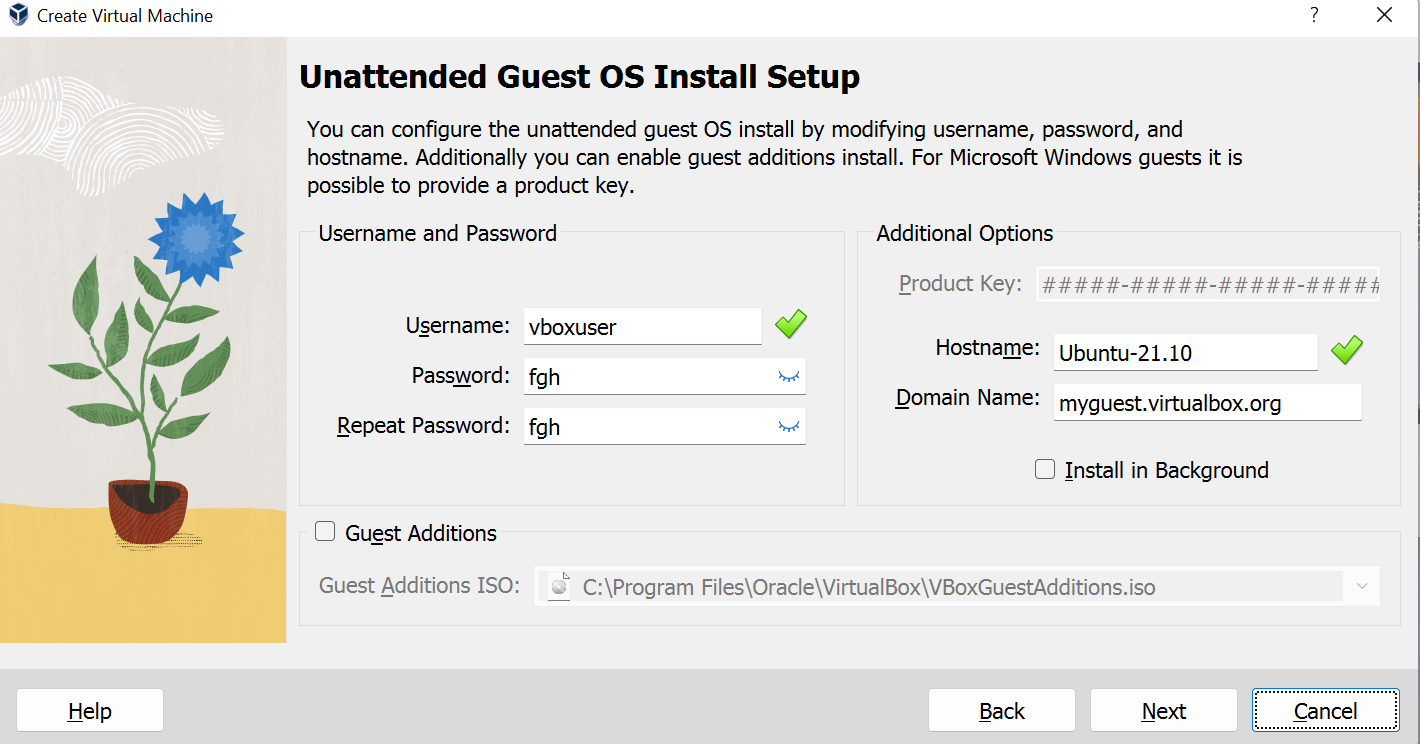 Create Virtual Machine
?
Unattended Guest OS Install Setup
You can configure the unattended guest OS install by modifying username, password, and
hostname. Additionally you can enable guest additions install. For Microsoft Windows guests it is
possible to provide a product key.
Username and Password
Username: vboxuser
Password: fgh
Repeat Password: fgh
Additional Options
Product Key: #####-#####-#####-#####
Hostname: Ubuntu-21.10
Domain Name: myguest.virtualbox.org
Install in Background
Guest Additions
Guest Additions ISO: C:\Program Files\Oracle\VirtualBox\VBoxGuestAdditions.iso
Help
Back
Next
Cancel